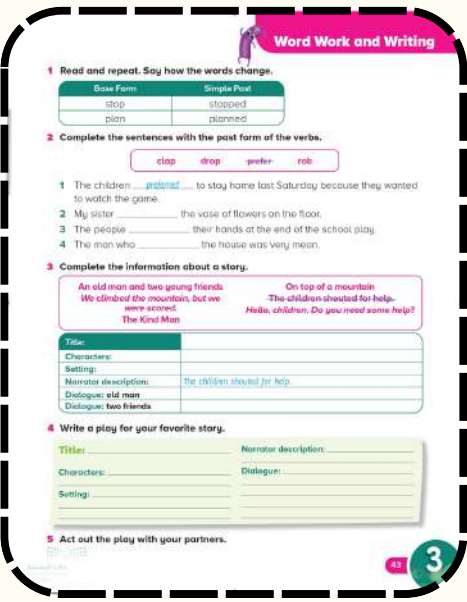 Word Work and Writing
1 Read and repeat. Say how the words change.
Base Form Simple Past
stop stopped
plan planned
2 Complete the sentences with the past form of the verbs.
clap drop prefer rob
1 The children preferred to stay home last Saturday because they wanted
to watch the game.
2 My sister ____________ the vase of flowers on the floor.
3 The people ____________ their hands at the end of the school play.
4 The man who ____________ the house was very mean.
3 Complete the information about a story.
An old man and two young friends
We climbed the mountain, but we
were scared.
The Kind Man
On top of a mountain
The children shouted for help.
Hello, children. Do you need some help?
Title:
Characters:
Setting:
Narrator description: The children shouted for help.
Dialogue: old man
Dialogue: two friends
4 Write a play for your favorite story.
Title:
Characters:
Setting:
Narrator description:
Dialogue:
5 Act out the play with your partners.
43
3